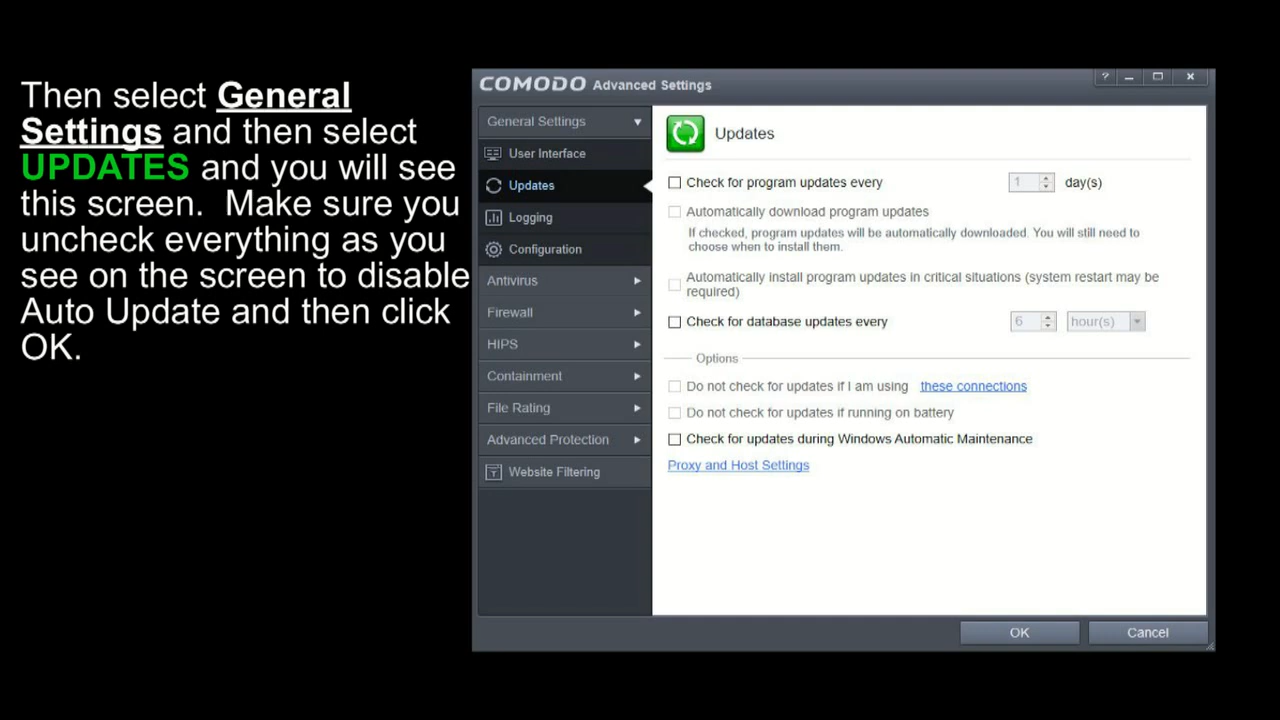 Then select General
Settings and then select
UPDATES and you will see
this screen.  Make sure you
uncheck everything as you
see on the screen to disable
Auto Update and then click
OK.
COMODO Advanced Settings
?
General Settings
User Interface
Updates
Logging
Configuration
Antivirus
Firewall
HIPS
Containment
File Rating
Advanced Protection
Website Filtering
Updates
Check for program updates every 1 day(s)
Automatically download program updates
If checked, program updates will be automatically downloaded. You will still need to
choose when to install them.
Automatically install program updates in critical situations (system restart may be
required)
Check for database updates every 6 hour(s)
Options
Do not check for updates if I am using these connections
Do not check for updates if running on battery
Check for updates during Windows Automatic Maintenance
Proxy and Host Settings
OK Cancel